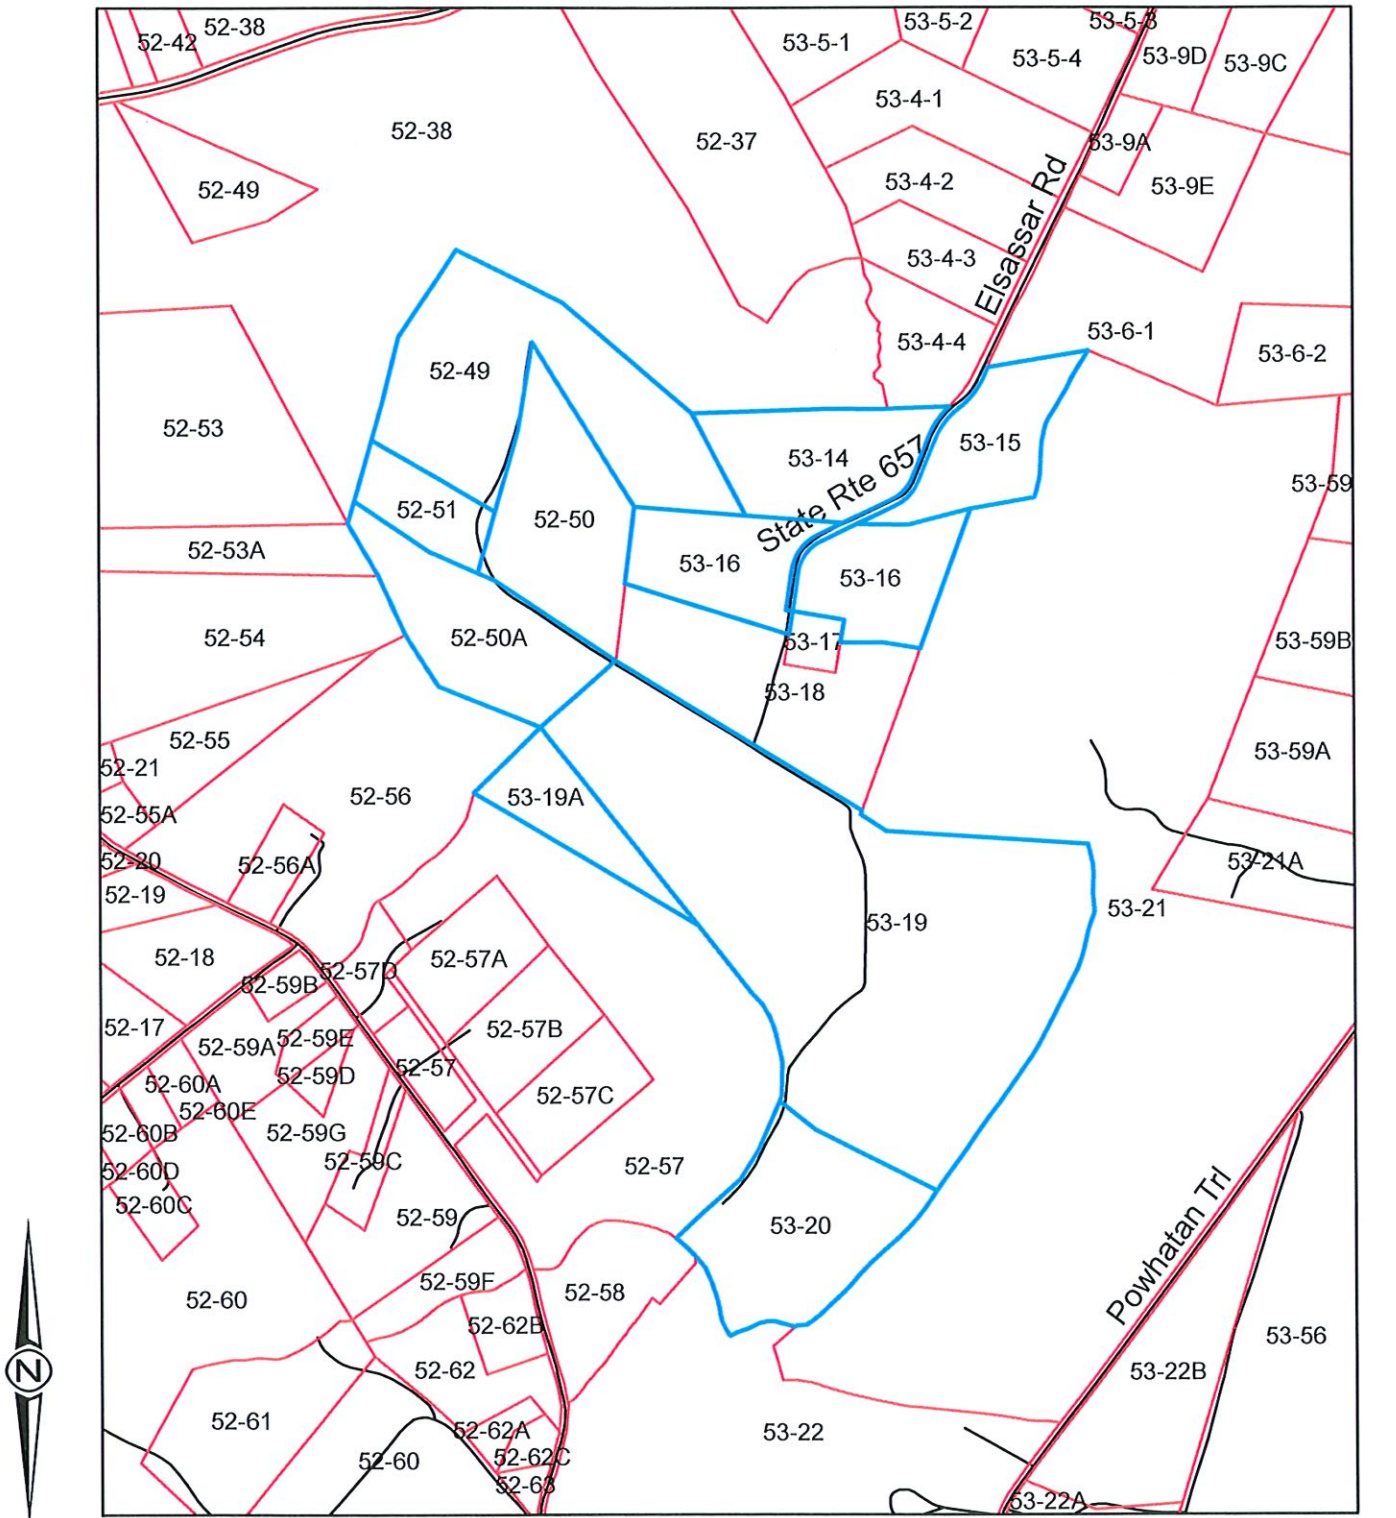 52-38
52-42
53-5-1
53-5-2
53-5-3
53-5-4
53-9D
53-9C
53-4-1
52-38
52-37
53-9A
53-4-2
53-9E
52-49
Elsassar Rd
53-4-3
53-6-1
53-4-4
53-6-2
52-49
52-53
53-14
53-15
State Rte 657
53-59
52-51
52-50
52-53A
53-16
53-16
52-54
52-50A
53-17
53-59B
53-18
52-55
53-59A
52-21
52-56
53-19A
52-55A
52-20
52-56A
53-21A
52-19
53-19
53-21
52-18
52-57A
52-57D
52-59B
52-17
52-59A
52-59E
52-57B
52-57
52-59D
52-60A
52-57C
52-60E
52-60B
52-59G
52-59C
52-57
52-60D
52-60C
52-59
53-20
Powhatan Trl
52-59F
52-58
52-60
52-62B
53-56
N
52-62
53-22B
52-61
52-62A
53-22
52-62C
52-60
52-63
53-22A